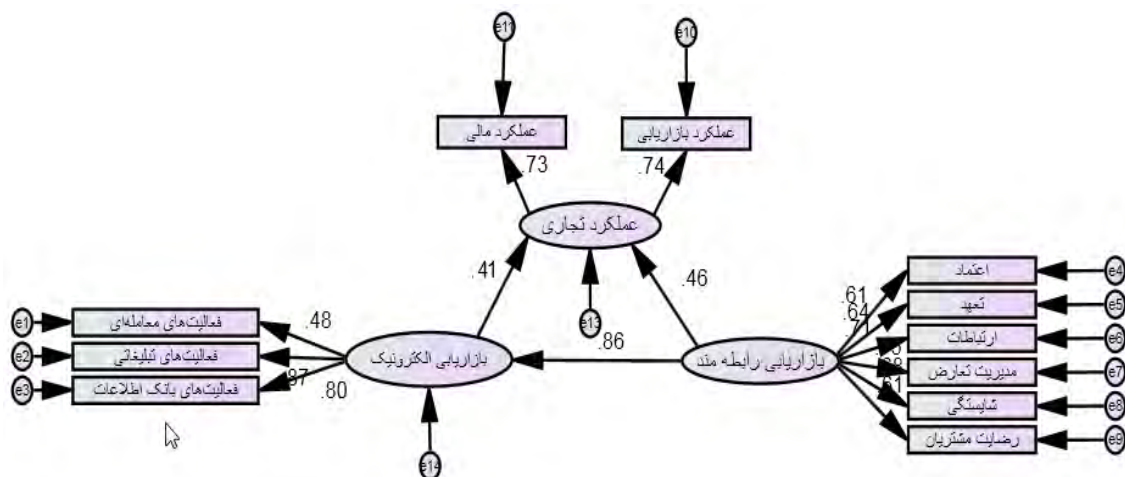 e11
e10
عملکرد مالی
عملکرد بازاریابی
.73
.74
عملکرد تجاری
.41
.46
e13
e1
فعالیت‌های معامله‌ای
.48
e2
فعالیت‌های تبلیغاتی
e3
فعالیت‌های بانک اطلاعات
.80
بازاریابی الکترونیک
.86
بازاریابی رابطه مند
e14
.61
.64
اعتماد
e4
تعهد
e5
ارتباطات
e6
مدیریت تعارض
e7
شایستگی
e8
رضایت مشتریان
e9